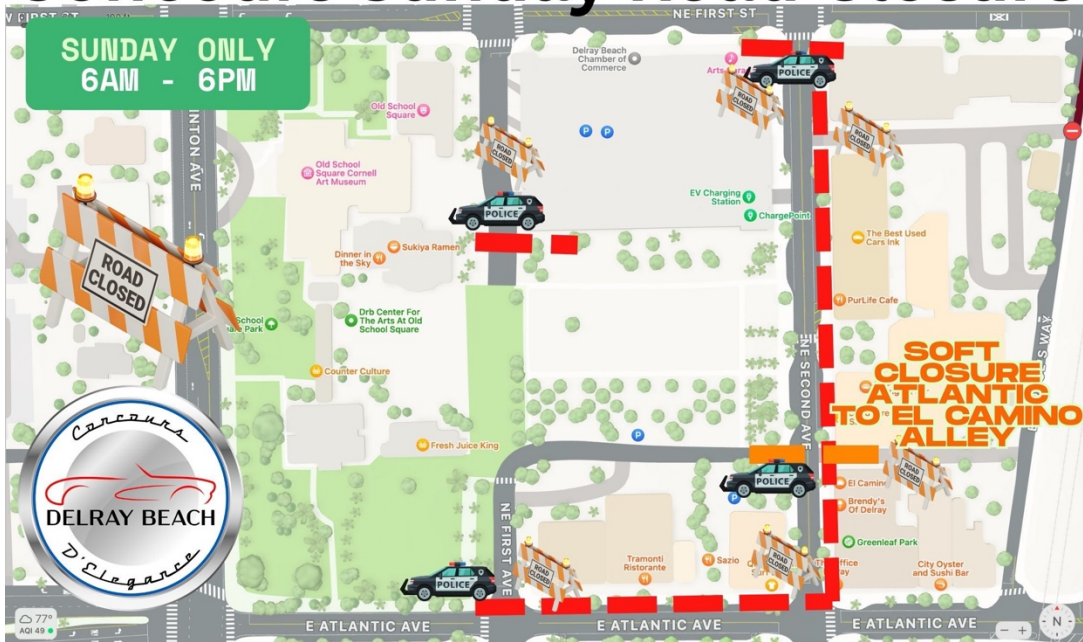 NE FIRST ST
SUNDAY ONLY
6AM - 6PM
Delray Beach
Chamber of
Commerce
POLICE
ROAD
CLOSED
Old School
Square
ROAD
CLOSED
ROAD
CLOSED
Old School
Square Cornell
Art Museum
P P
EV Charging
Station
ChargePoint
POLICE
ROAD
CLOSED
Sukiya Ramen
Dinner in
the Sky
The Best Used
Cars Ink
Drb Center For
The Arts At Old
School Square
PurLife Cafe
NE SECOND AVE
SOFT
CLOSURE
ATLANTIC
TO EL CAMINO
ALLEY
Counter Culture
Concours
DELRAY BEACH
D'Elegance
Fresh Juice King
P
POLICE
P
ROAD
CLOSED
El Camino
Brendy's
Of Delray
Greenleaf Park
NE FIRST AVE
POLICE
ROAD
CLOSED
Tramonti
Ristorante
Sazio
ROAD
CLOSED
City Oyster
and Sushi Bar
77°
AQI 49
E ATLANTIC AVE
E ATLANTIC AVE
N